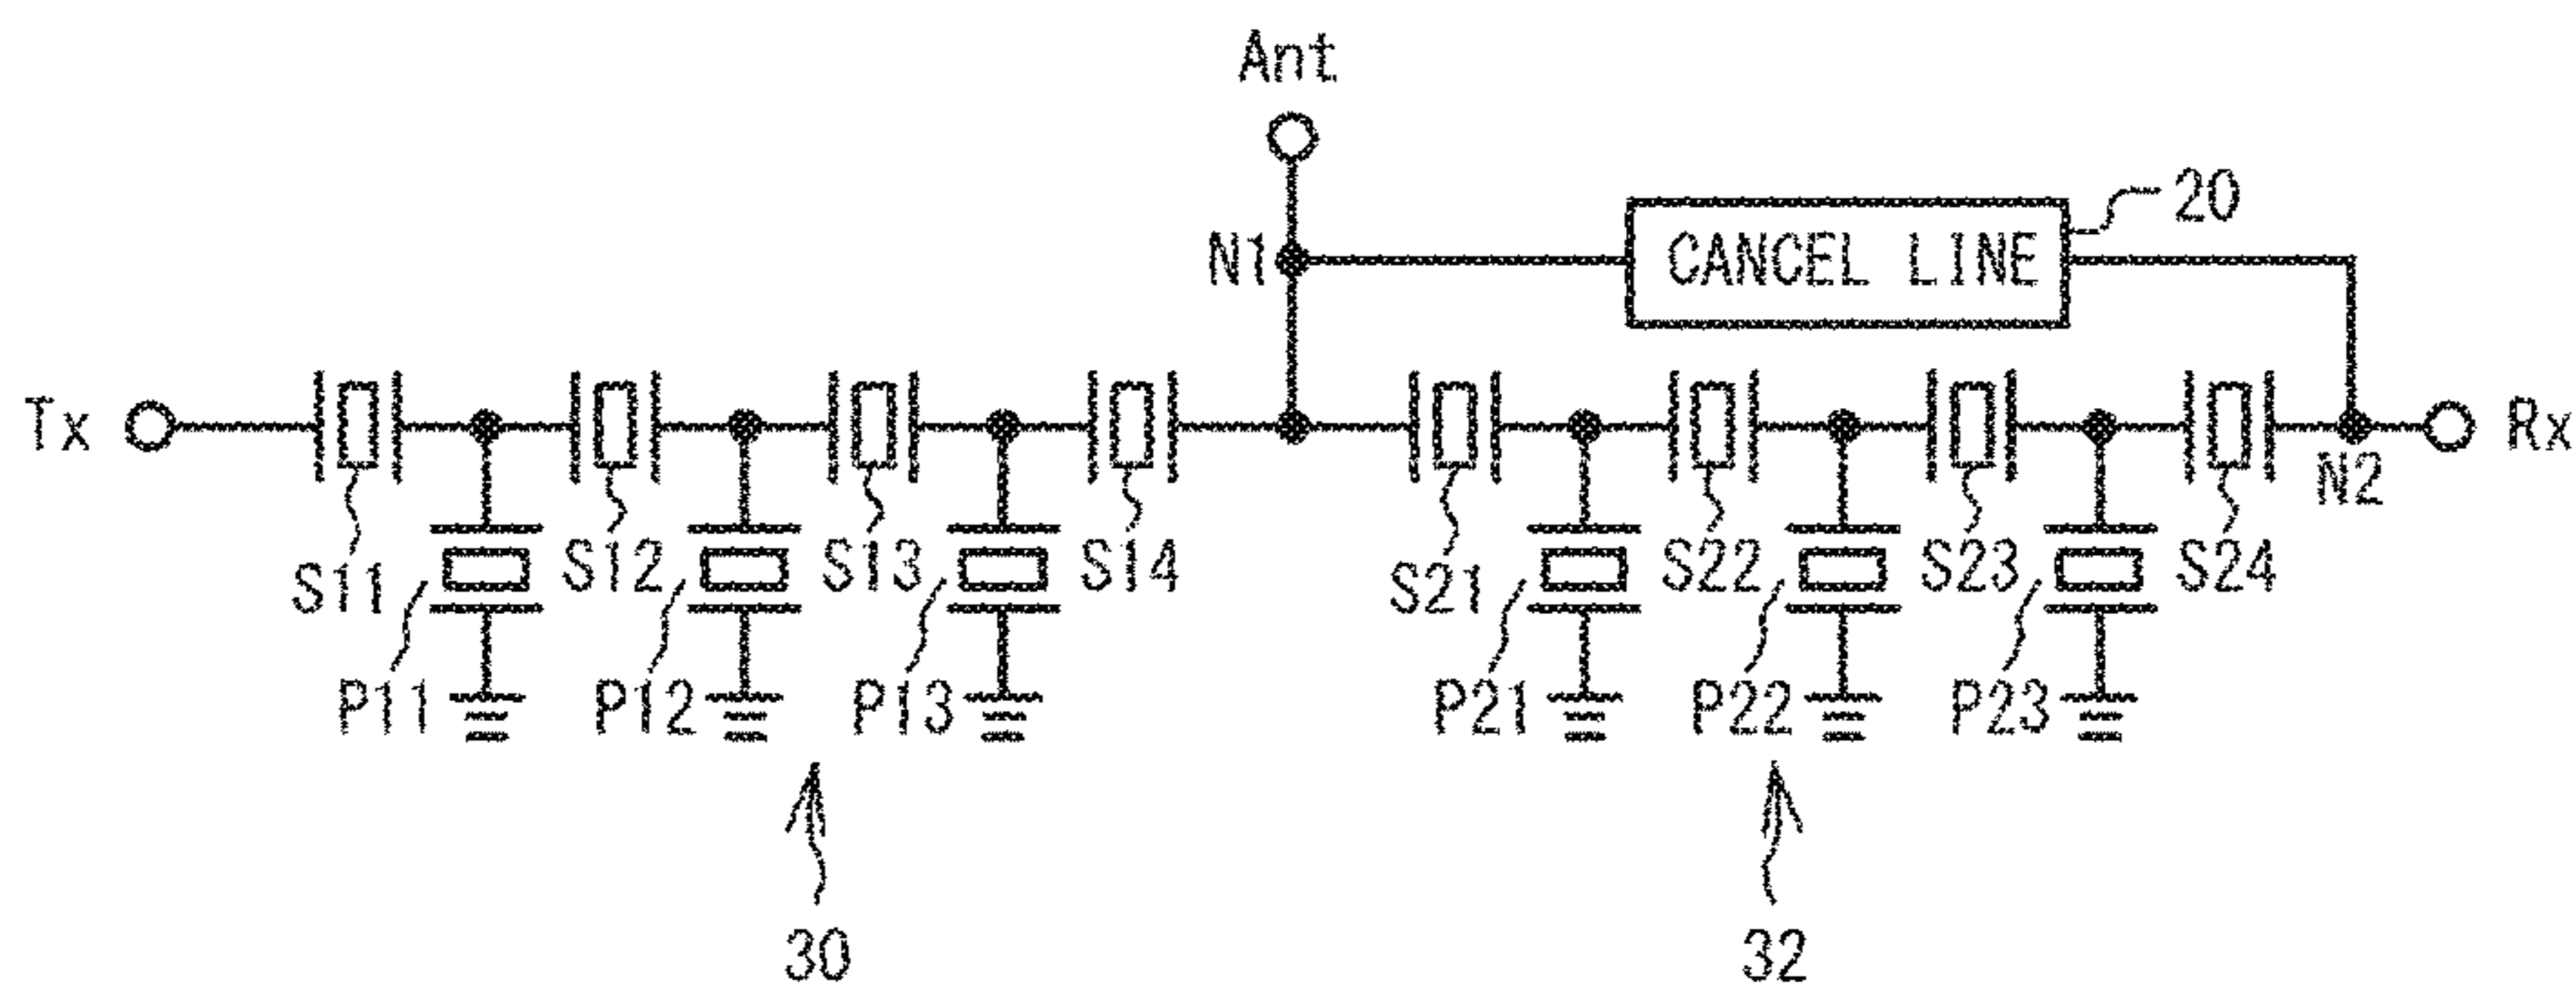 Ant
20
N1
CANCEL LINE
Tx
Rx
N2
S11
S12
S13
S14
S21
S22
S23
S24
P11
P12
P13
P21
P22
P23
30
32